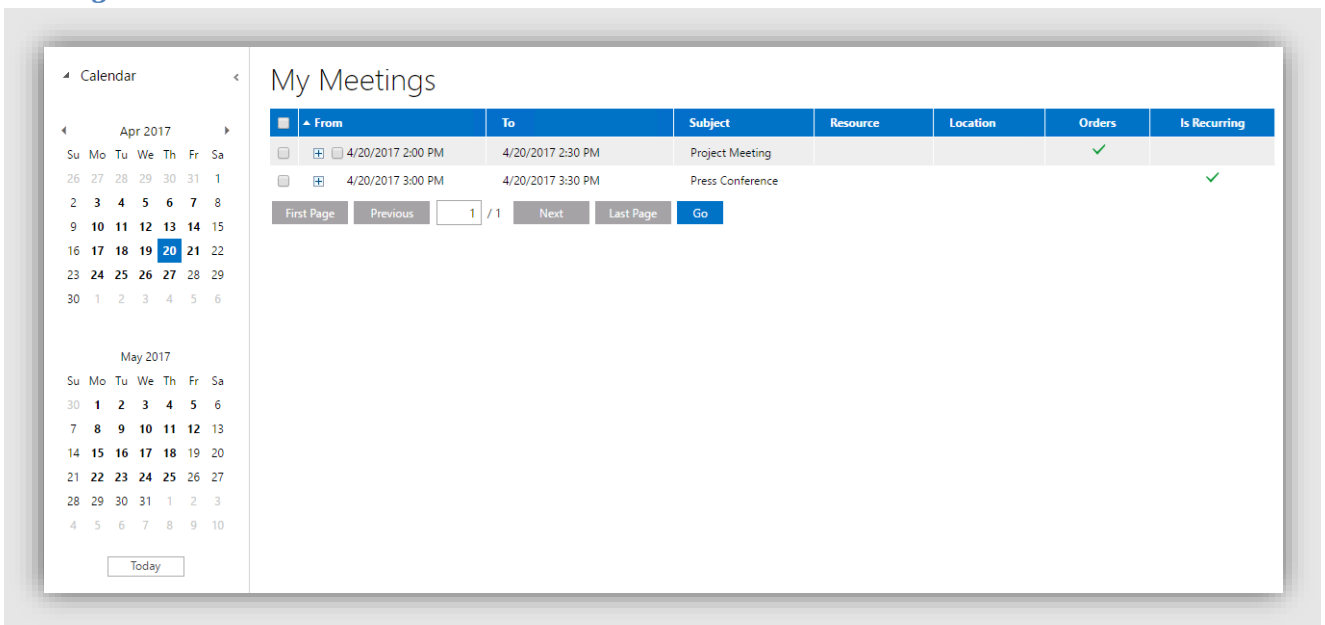 Calendar
Apr 2017
Su Mo Tu We Th Fr Sa
26 27 28 29 30 31 1
2 3 4 5 6 7 8
9 10 11 12 13 14 15
16 17 18 19 20 21 22
23 24 25 26 27 28 29
30 1 2 3 4 5 6
May 2017
Su Mo Tu We Th Fr Sa
30 1 2 3 4 5 6
7 8 9 10 11 12 13
14 15 16 17 18 19 20
21 22 23 24 25 26 27
28 29 30 31 1 2 3
4 5 6 7 8 9 10
Today
My Meetings
From To Subject Resource Location Orders Is Recurring
4/20/2017 2:00 PM 4/20/2017 2:30 PM Project Meeting
4/20/2017 3:00 PM 4/20/2017 3:30 PM Press Conference
First Page Previous 1 / 1 Next Last Page Go